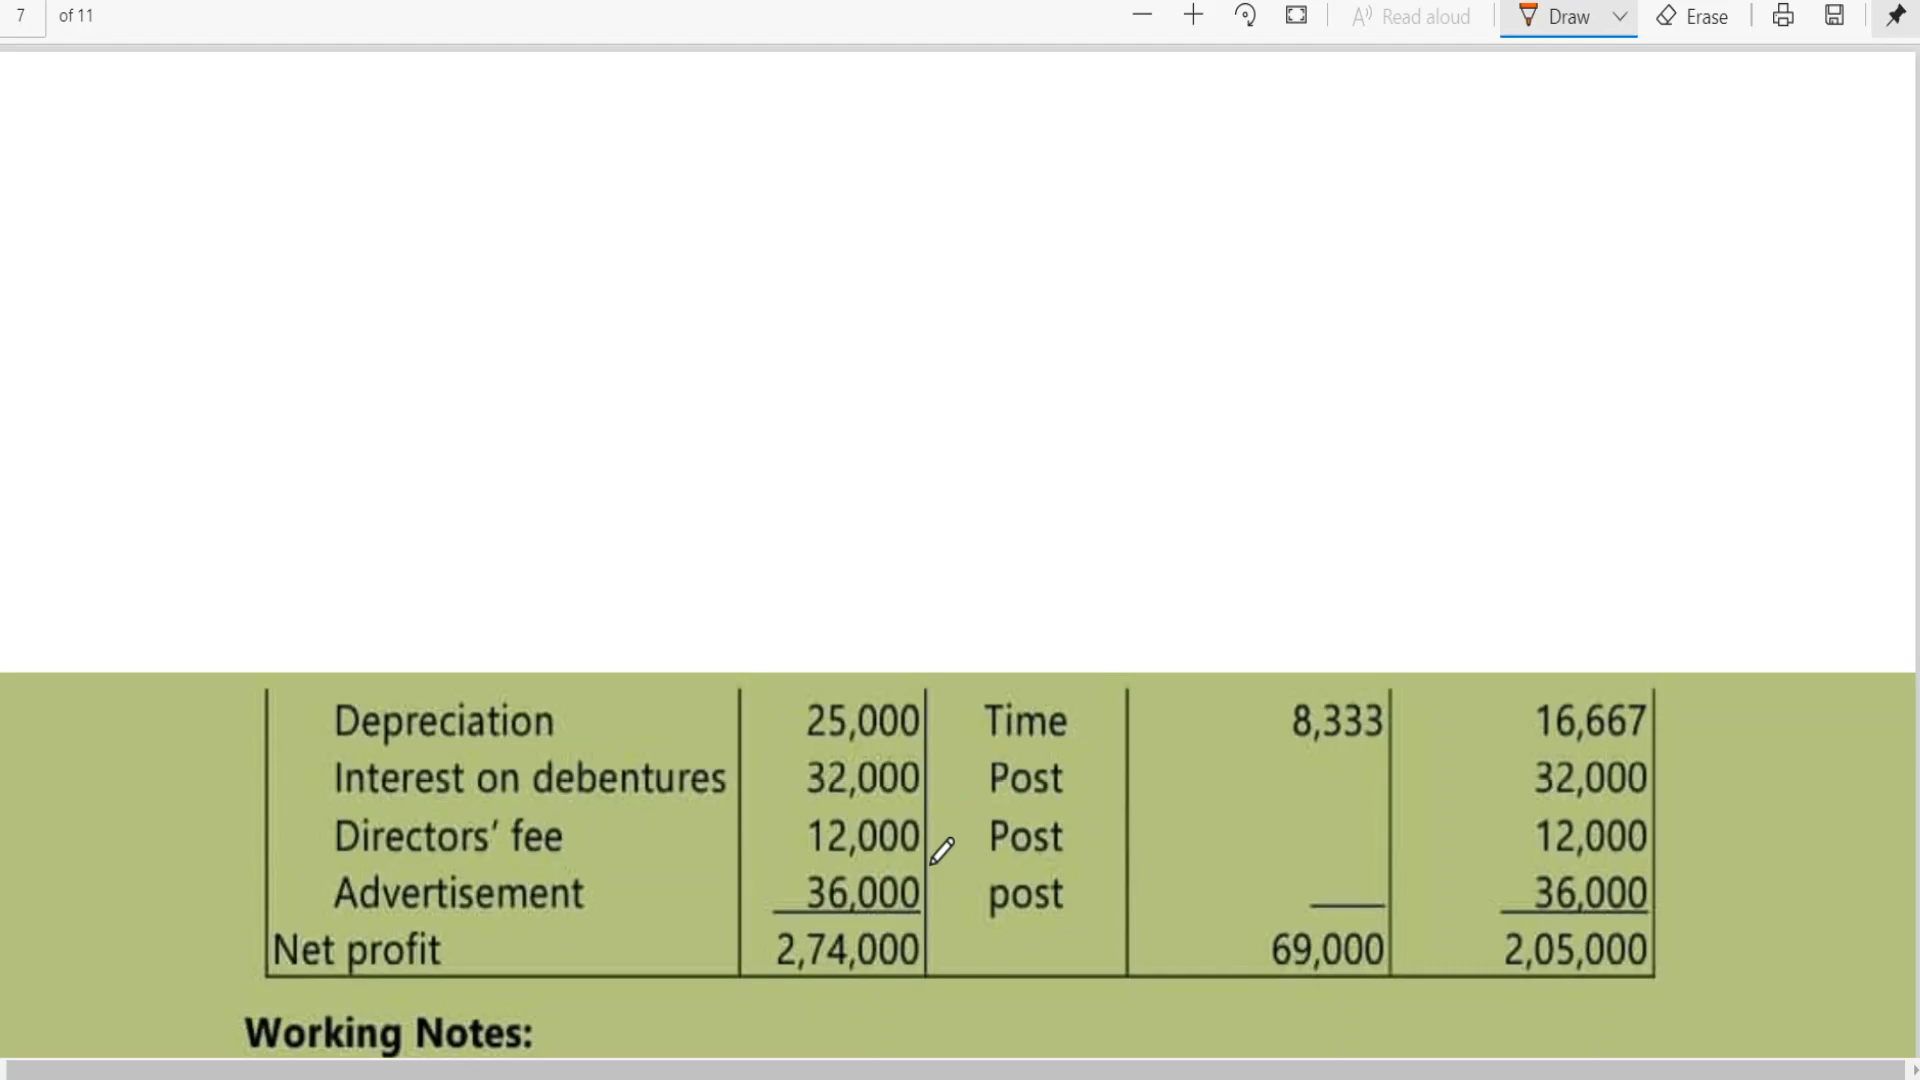 7 of 11 Read aloud Draw Erase
Depreciation 25,000 Time 8,333 16,667
Interest on debentures 32,000 Post 32,000
Directors’ fee 12,000 Post 12,000
Advertisement 36,000 post 36,000
Net profit 2,74,000 69,000 2,05,000
Working Notes: